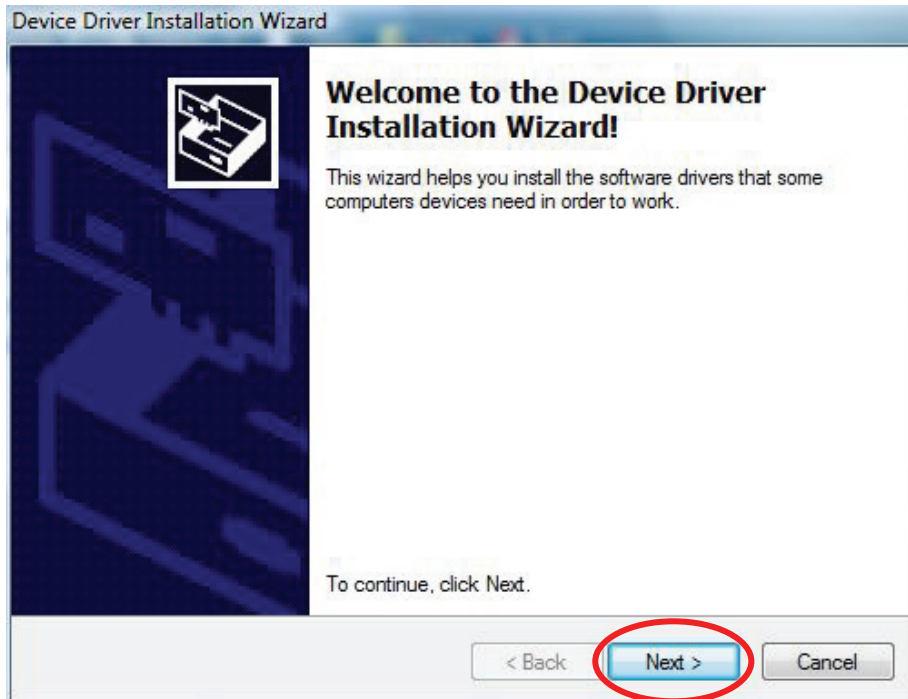 Device Driver Installation Wizard
Welcome to the Device Driver
Installation Wizard!
This wizard helps you install the software drivers that some
computers devices need in order to work.
To continue, click Next.
< Back
Next >
Cancel